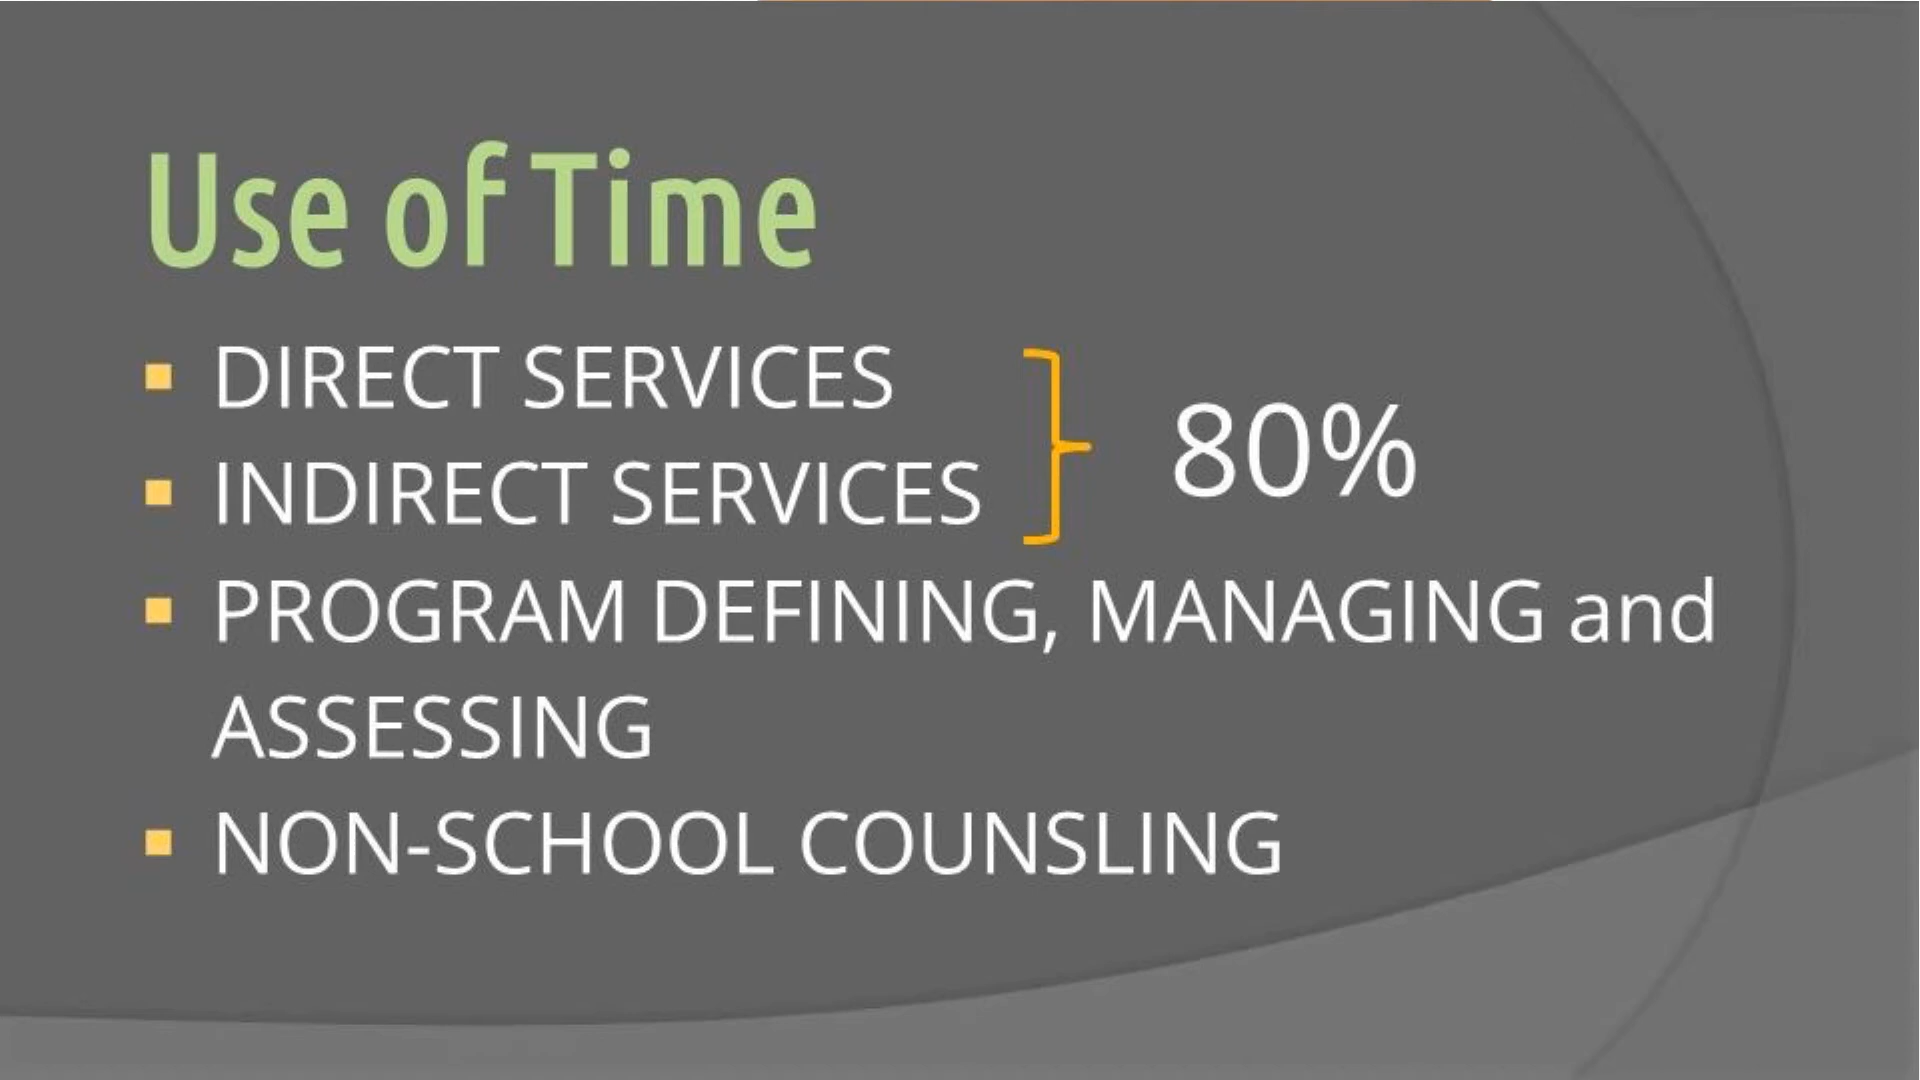 Use of Time
DIRECT SERVICES
INDIRECT SERVICES
80%
PROGRAM DEFINING, MANAGING and
ASSESSING
NON-SCHOOL COUNSLING